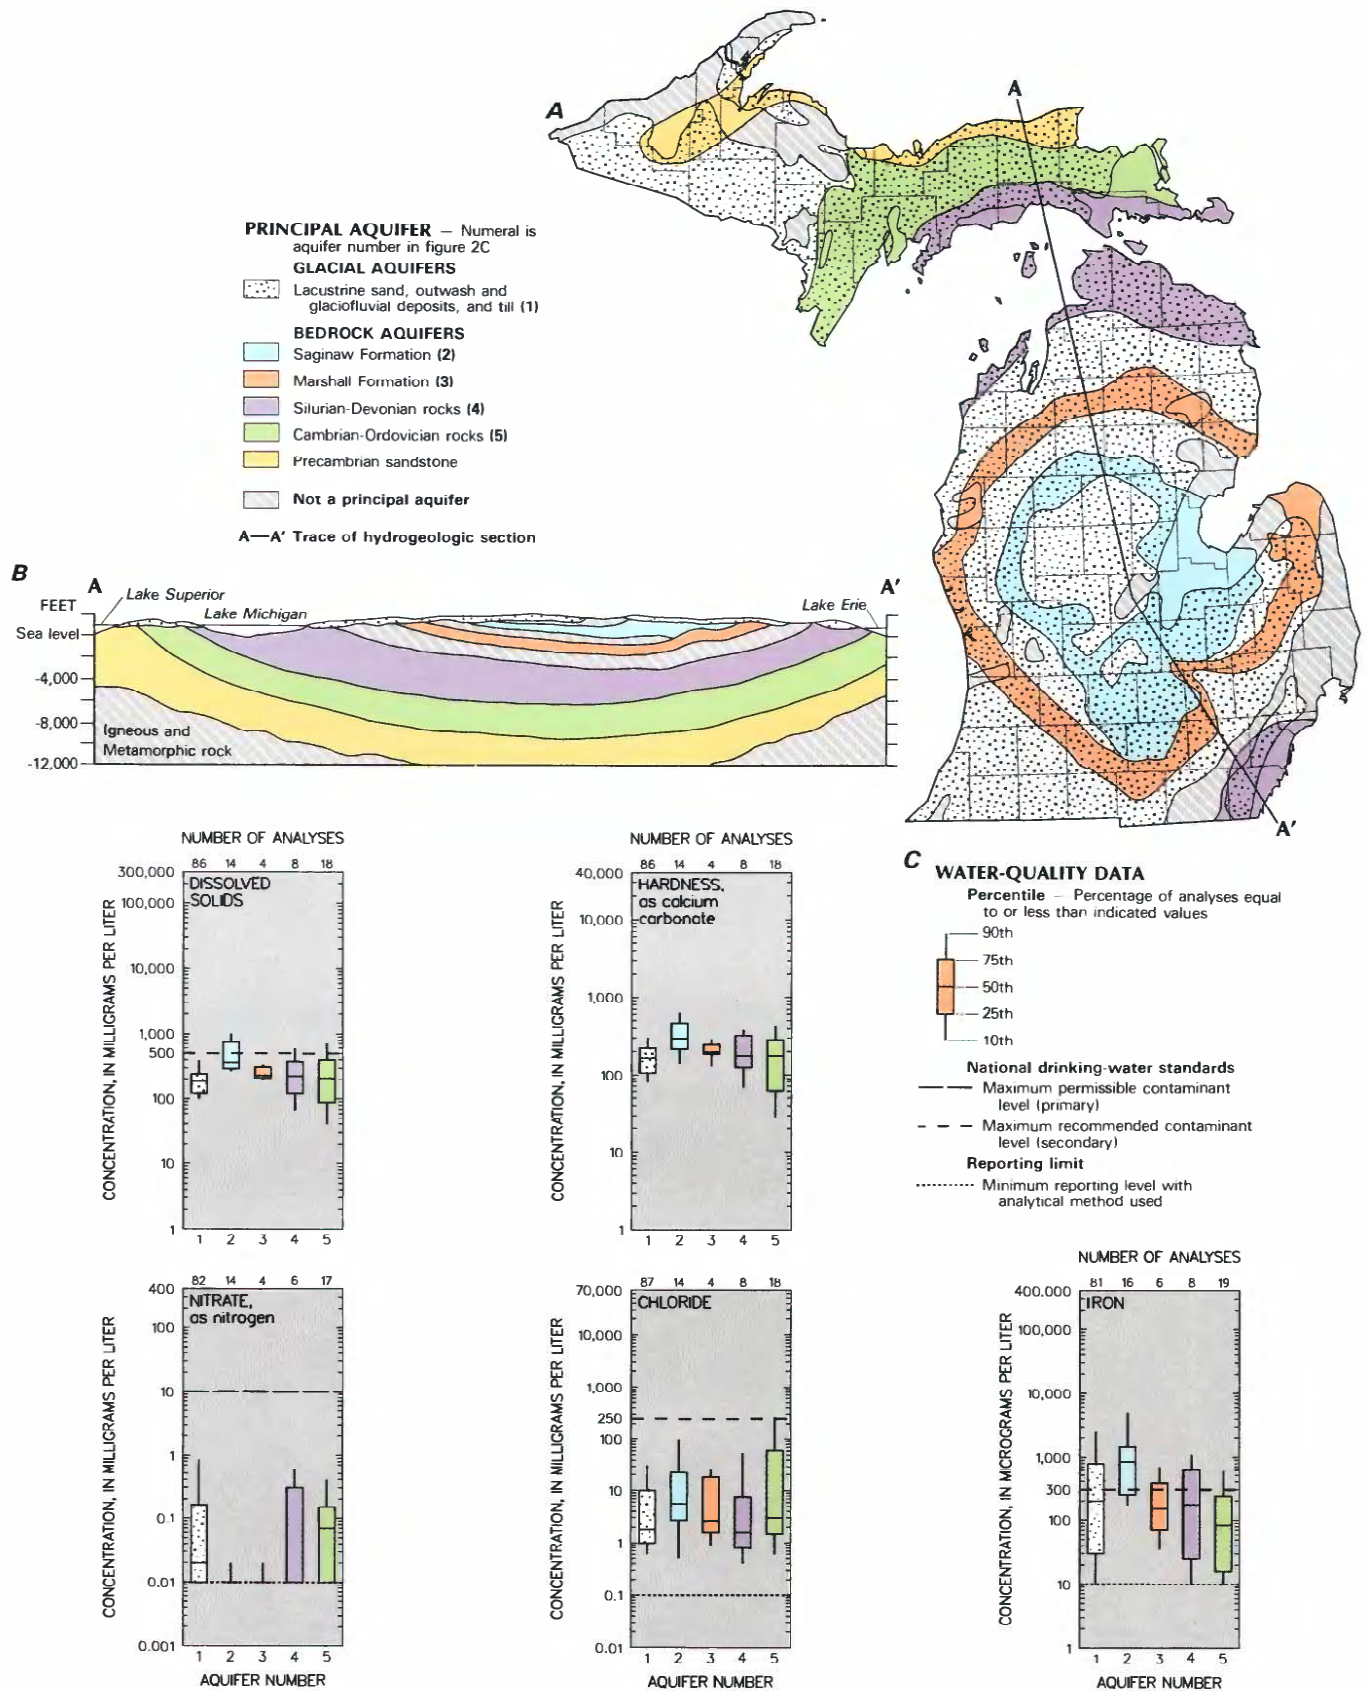 A
A
A'
PRINCIPAL AQUIFER — Numeral is
aquifer number in figure 2C
GLACIAL AQUIFERS
Lacustrine sand, outwash and
glaciofluvial deposits, and till (1)
BEDROCK AQUIFERS
Saginaw Formation (2)
Marshall Formation (3)
Silurian-Devonian rocks (4)
Cambrian-Ordovician rocks (5)
Precambrian sandstone
Not a principal aquifer
A—A' Trace of hydrogeologic section
B
A
A'
Lake Superior
Lake Michigan
Lake Erie
FEET
Sea level
-4,000
-8,000
-12,000
Igneous and
Metamorphic rock
NUMBER OF ANALYSES
86 14 4 8 18
DISSOLVED
SOLIDS
300,000
100,000
10,000
1,000
500
100
10
1
CONCENTRATION, IN MILLIGRAMS PER LITER
1 2 3 4 5
NUMBER OF ANALYSES
86 14 4 8 18
HARDNESS,
as calcium
carbonate
40,000
10,000
1,000
100
10
1
CONCENTRATION, IN MILLIGRAMS PER LITER
1 2 3 4 5
C
WATER-QUALITY DATA
Percentile — Percentage of analyses equal
to or less than indicated values
90th
75th
50th
25th
10th
National drinking-water standards
Maximum permissible contaminant
level (primary)
Maximum recommended contaminant
level (secondary)
Reporting limit
Minimum reporting level with
analytical method used
82 14 4 6 17
NITRATE,
as nitrogen
400
100
10
1
0.1
0.01
0.001
CONCENTRATION, IN MILLIGRAMS PER LITER
1 2 3 4 5
AQUIFER NUMBER
87 14 4 8 18
CHLORIDE
70,000
10,000
1,000
250
100
10
1
0.1
0.01
CONCENTRATION, IN MILLIGRAMS PER LITER
1 2 3 4 5
AQUIFER NUMBER
NUMBER OF ANALYSES
81 16 6 8 19
IRON
400,000
100,000
10,000
1,000
300
100
10
1
CONCENTRATION, IN MICROGRAMS PER LITER
1 2 3 4 5
AQUIFER NUMBER